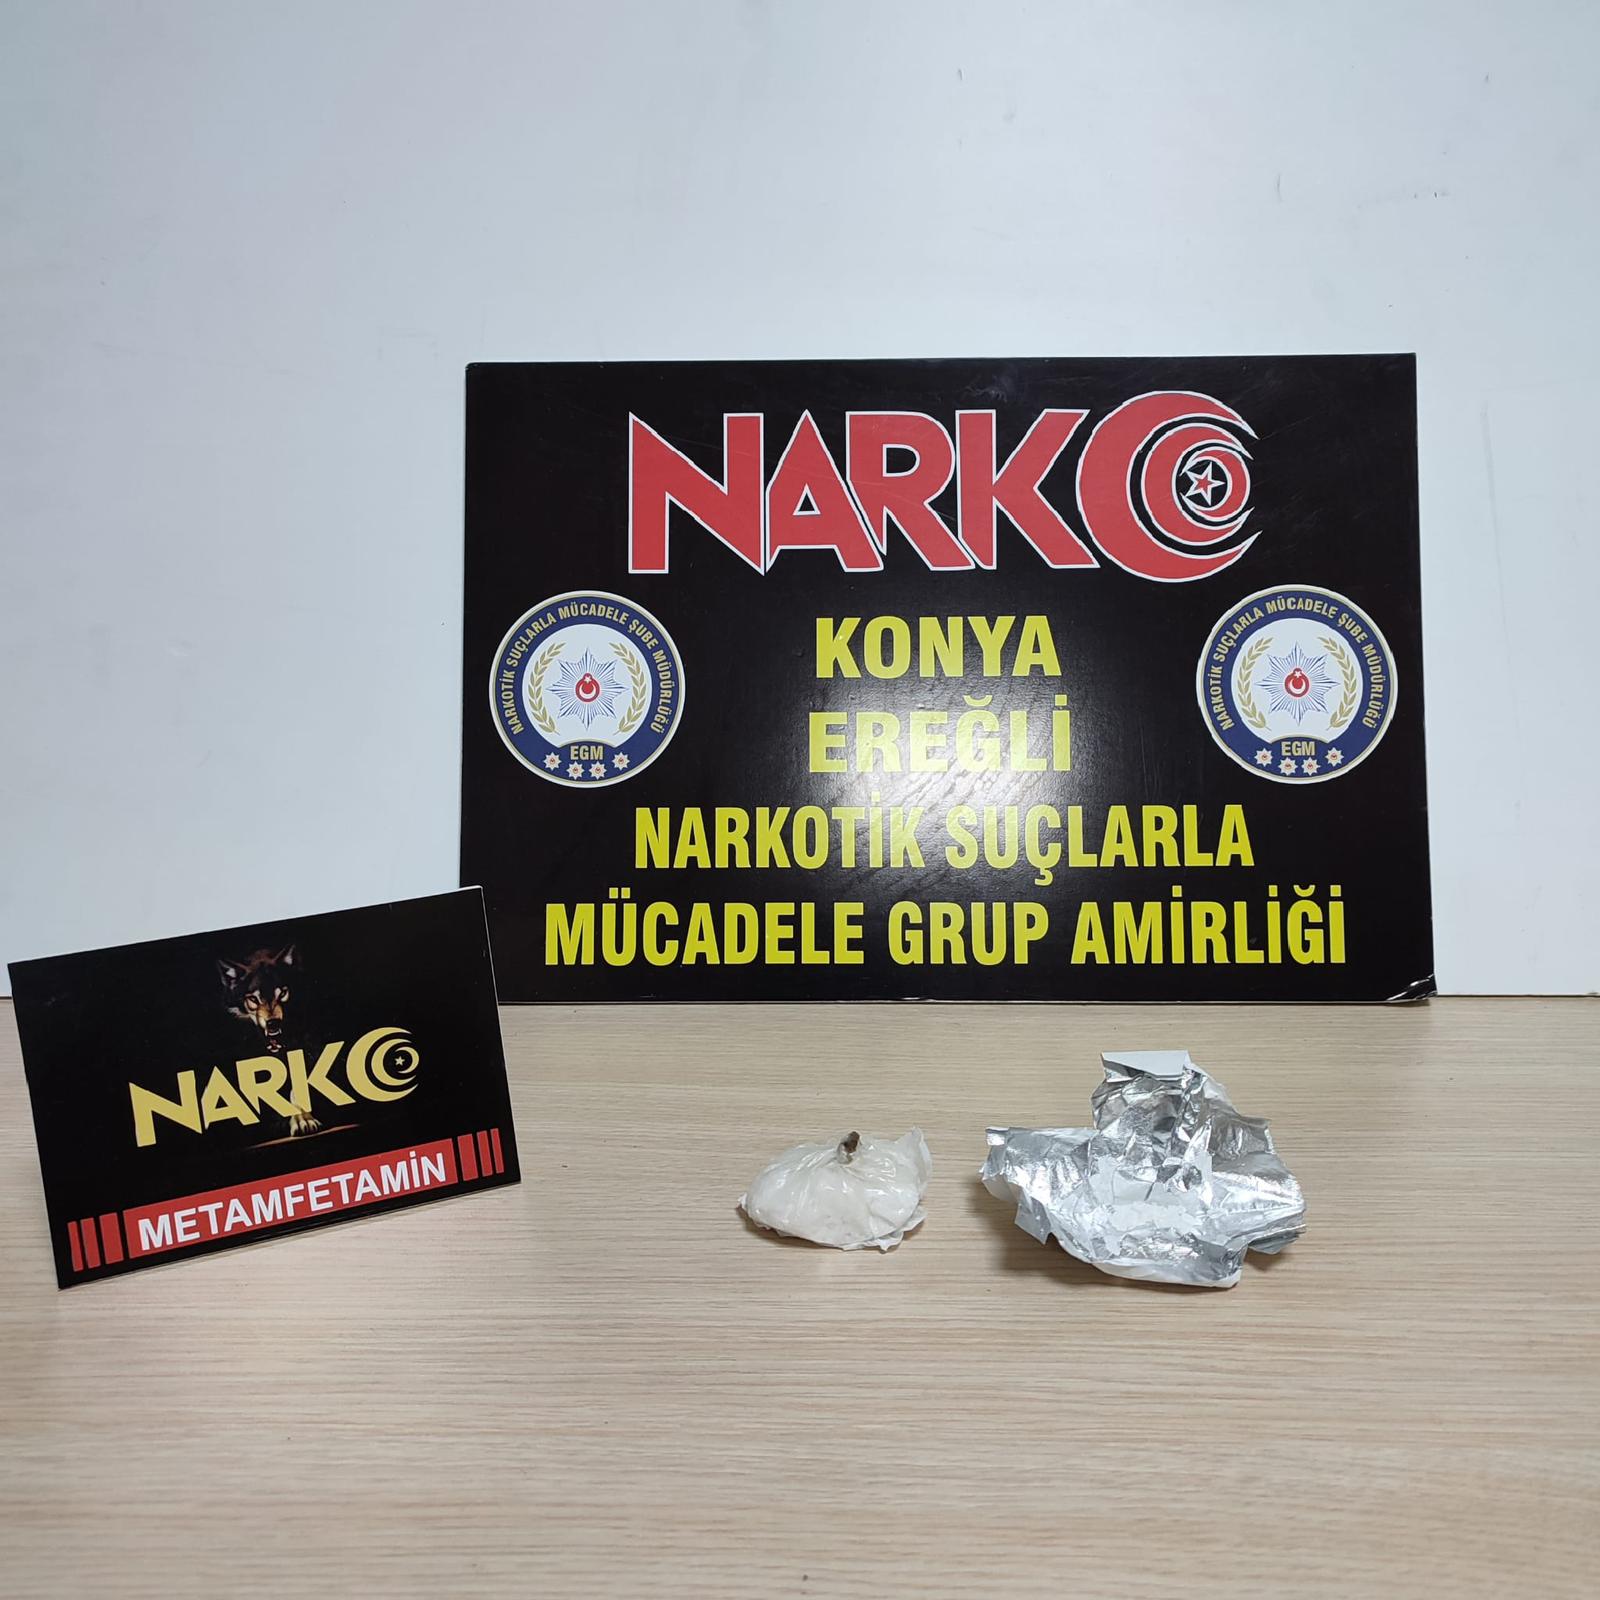 NARKO
NARKOTİK SUÇLARLA MÜCADELE ŞUBE MÜDÜRLÜĞÜ
EGM
KONYA
EREĞLİ
NARKOTİK SUÇLARLA MÜCADELE ŞUBE MÜDÜRLÜĞÜ
EGM
NARKOTİK SUÇLARLA
MÜCADELE GRUP AMİRLİĞİ
NARKO
METAMFETAMİN